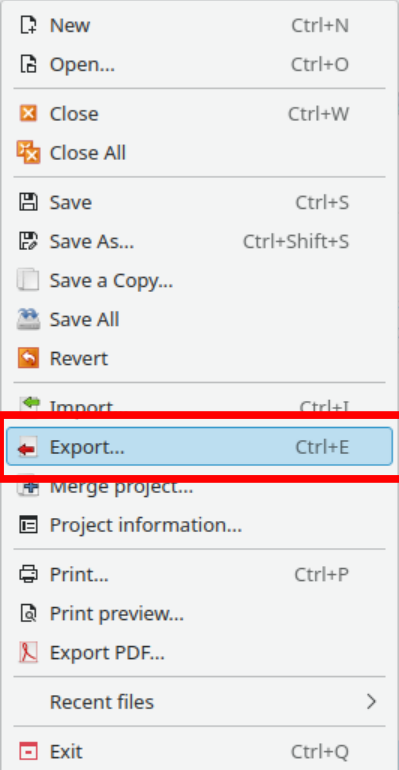 New Ctrl+N
Open... Ctrl+O
Close Ctrl+W
Close All
Save Ctrl+S
Save As... Ctrl+Shift+S
Save a Copy...
Save All
Revert
Import Ctrl+I
Export... Ctrl+E
Merge project...
Project information...
Print... Ctrl+P
Print preview...
Export PDF...
Recent files
Exit Ctrl+Q